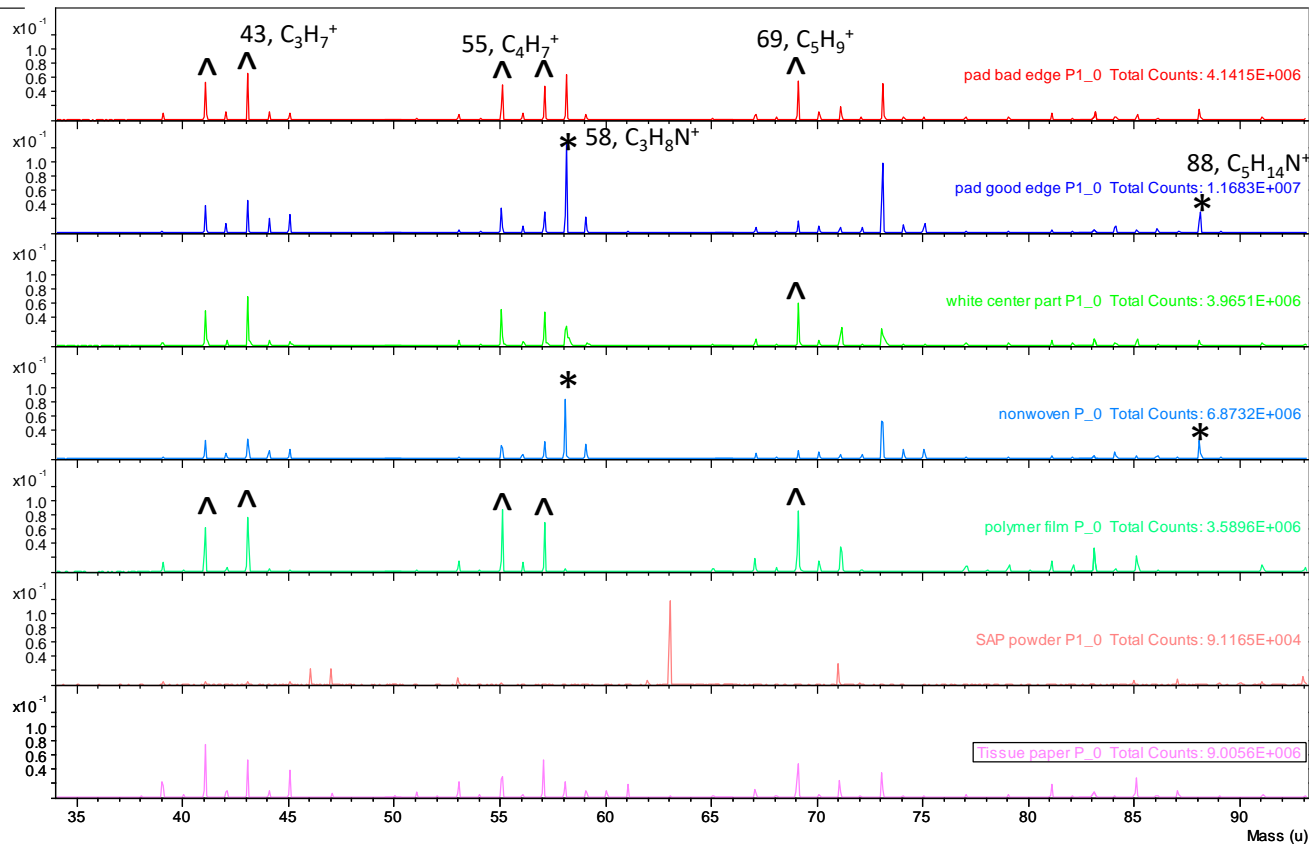 x10⁻¹
1.0
0.8
0.6
0.4
^ ^ ^ ^ ^
43, C₃H₇⁺
55, C₄H₇⁺
69, C₅H₉⁺
pad bad edge P1_0 Total Counts: 4.1415E+006
x10⁻¹
1.0
0.8
0.6
0.4
* 58, C₃H₈N⁺
88, C₅H₁₄N⁺
*
pad good edge P1_0 Total Counts: 1.1683E+007
x10⁻¹
1.0
0.8
0.6
0.4
^
white center part P1_0 Total Counts: 3.9651E+006
x10⁻¹
1.0
0.8
0.6
0.4
* *
nonwoven P_0 Total Counts: 6.8732E+006
x10⁻¹
1.0
0.8
0.6
0.4
^ ^ ^ ^ ^
polymer film P_0 Total Counts: 3.5896E+006
x10⁻¹
1.0
0.8
0.6
0.4
SAP powder P1_0 Total Counts: 9.1165E+004
x10⁻¹
1.0
0.8
0.6
0.4
Tissue paper P_0 Total Counts: 9.0056E+006
35 40 45 50 55 60 65 70 75 80 85 90
Mass (u)